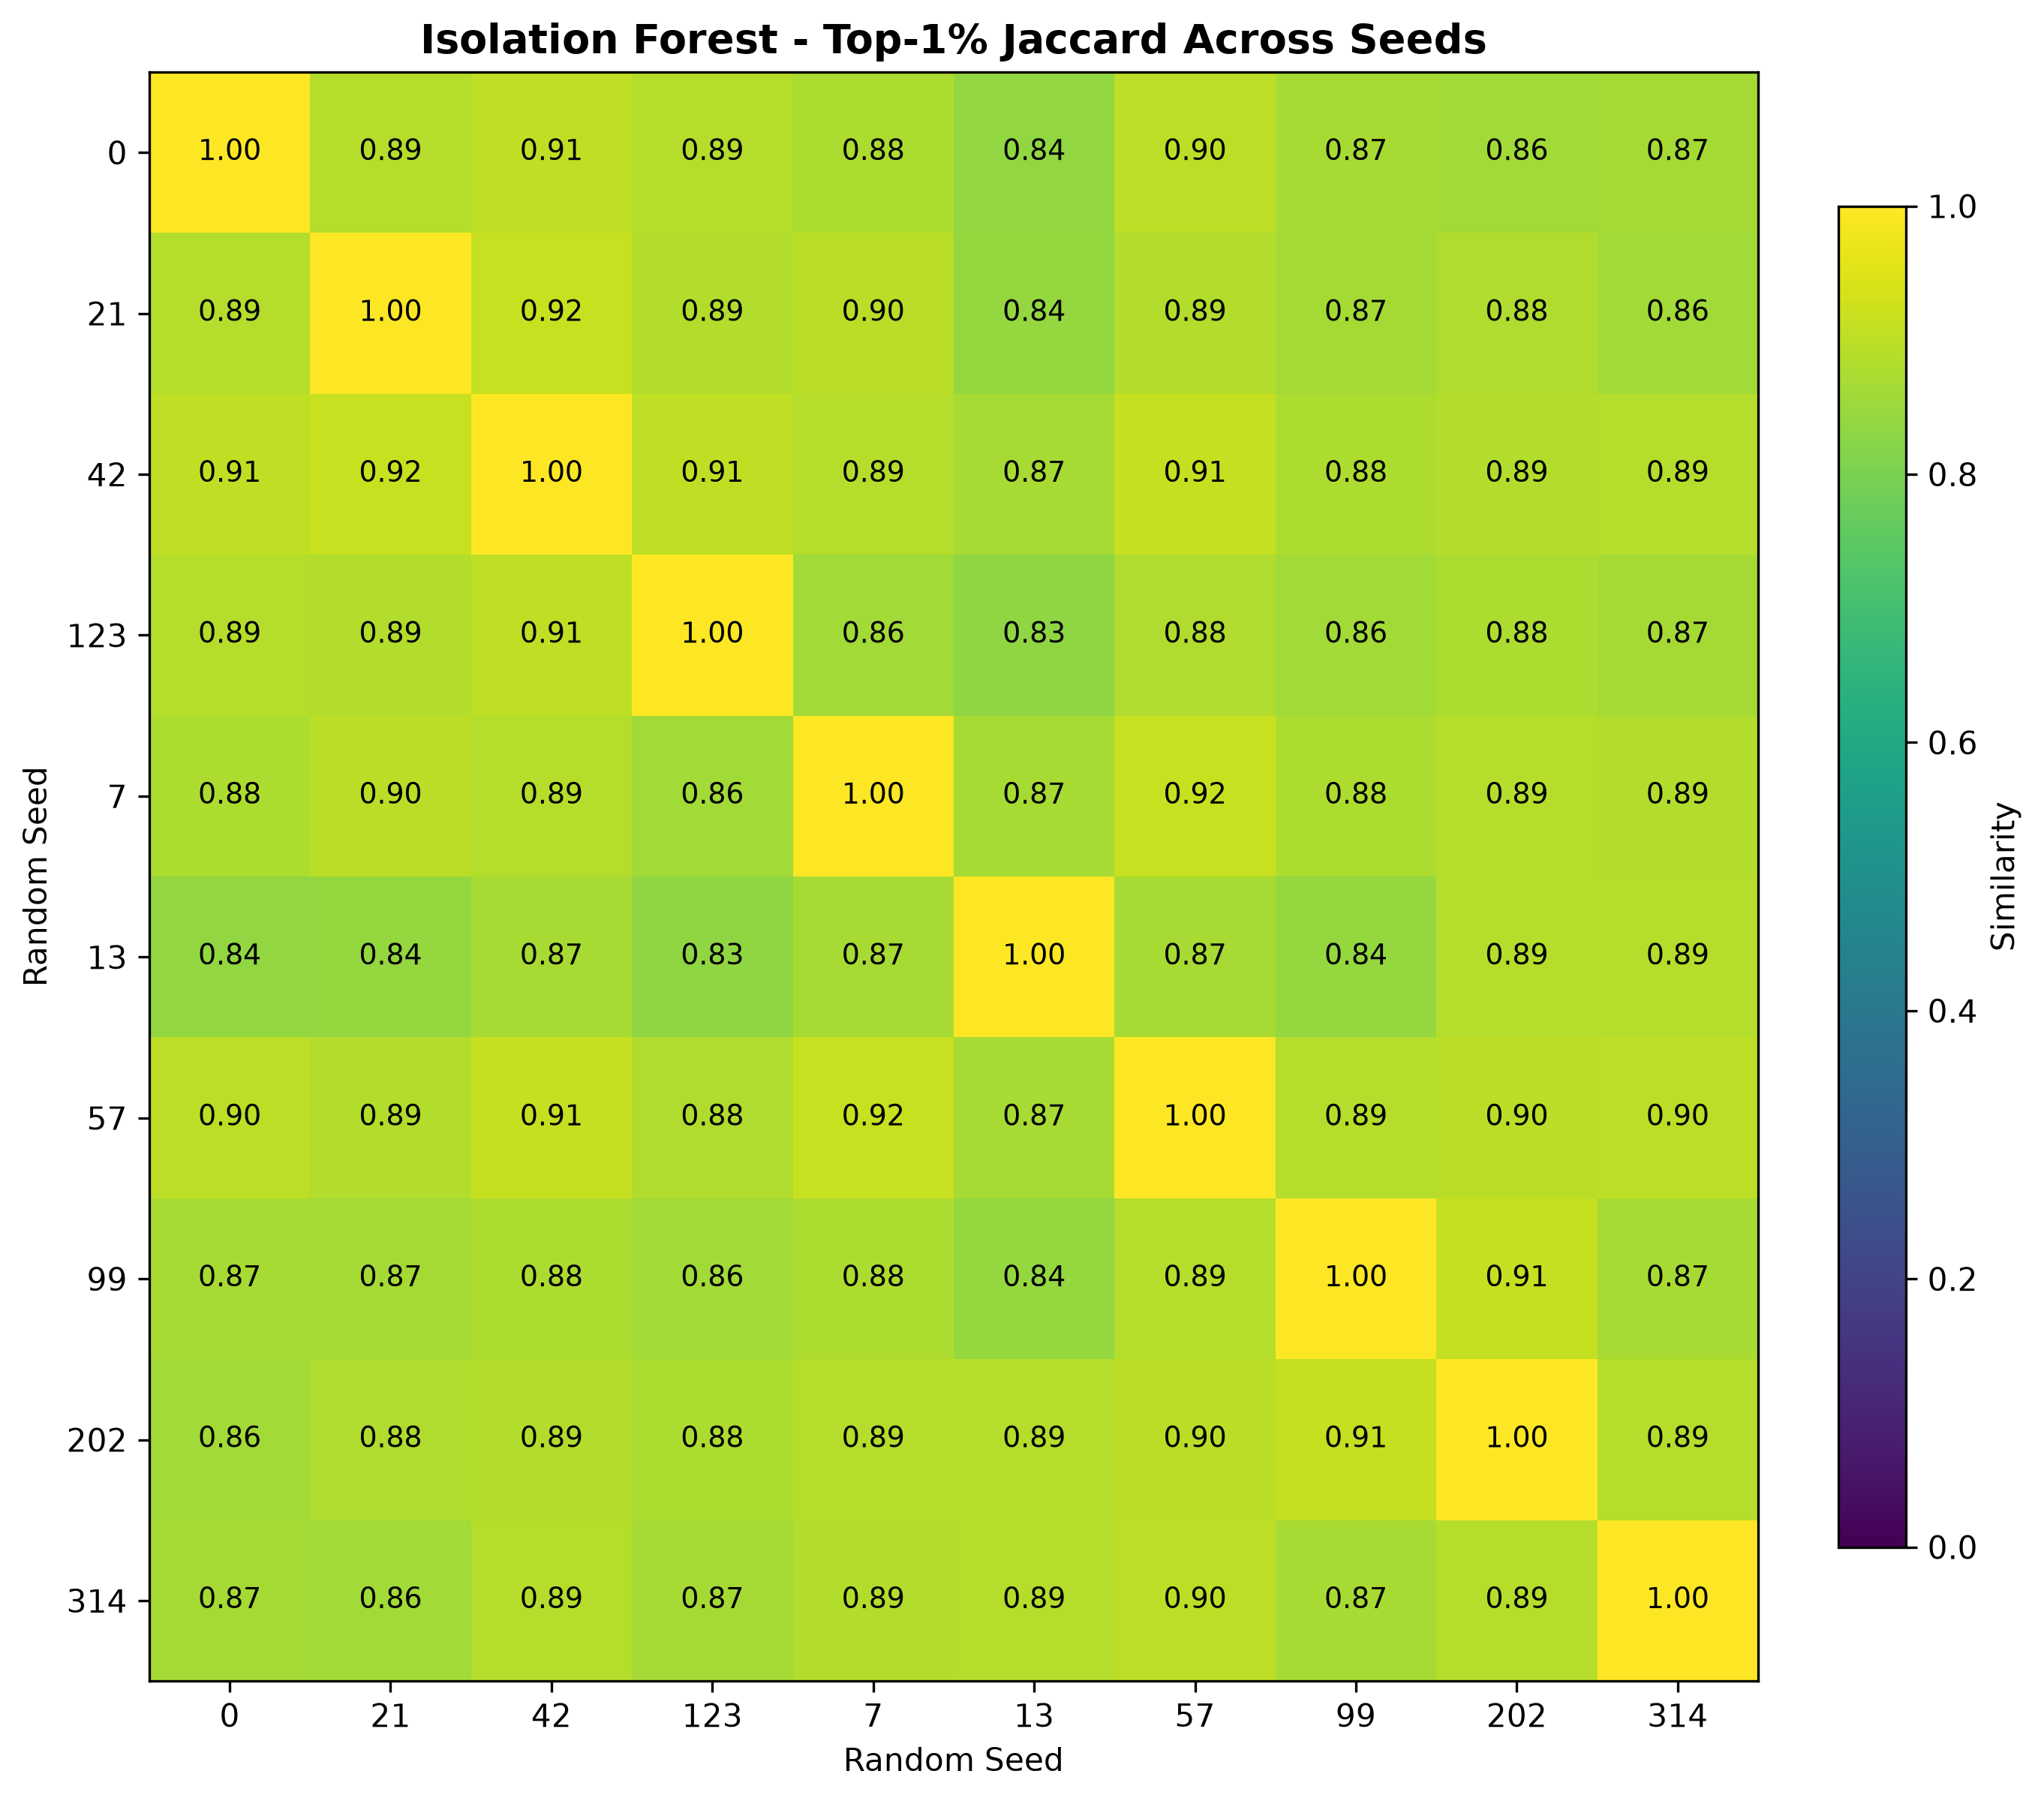 Isolation Forest - Top-1% Jaccard Across Seeds
0 1.00 0.89 0.91 0.89 0.88 0.84 0.90 0.87 0.86 0.87
21 0.89 1.00 0.92 0.89 0.90 0.84 0.89 0.87 0.88 0.86
42 0.91 0.92 1.00 0.91 0.89 0.87 0.91 0.88 0.89 0.89
123 0.89 0.89 0.91 1.00 0.86 0.83 0.88 0.86 0.88 0.87
7 0.88 0.90 0.89 0.86 1.00 0.87 0.92 0.88 0.89 0.89
13 0.84 0.84 0.87 0.83 0.87 1.00 0.87 0.84 0.89 0.89
57 0.90 0.89 0.91 0.88 0.92 0.87 1.00 0.89 0.90 0.90
99 0.87 0.87 0.88 0.86 0.88 0.84 0.89 1.00 0.91 0.87
202 0.86 0.88 0.89 0.88 0.89 0.89 0.90 0.91 1.00 0.89
314 0.87 0.86 0.89 0.87 0.89 0.89 0.90 0.87 0.89 1.00
0 21 42 123 7 13 57 99 202 314
Random Seed
Random Seed
1.0
0.8
0.6
0.4
0.2
0.0
Similarity